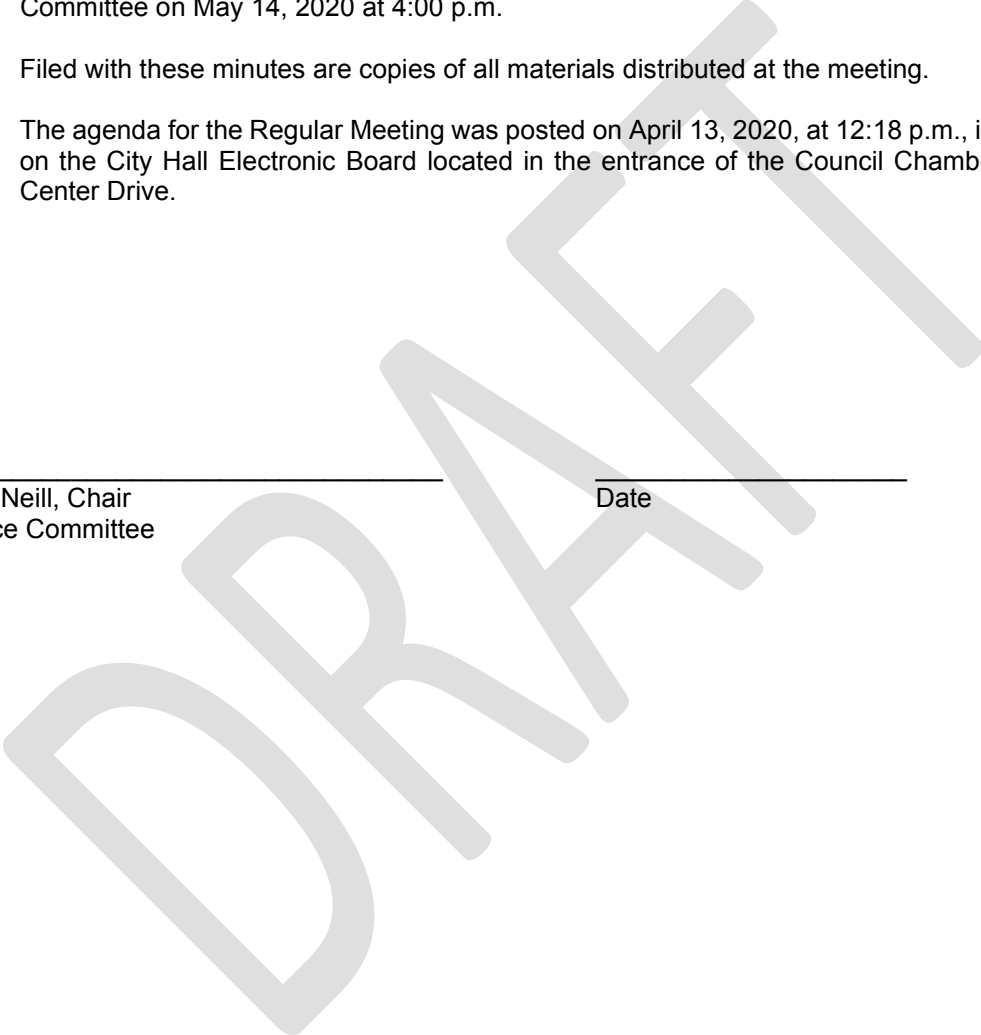 Committee on May 14, 2020 at 4:00 p.m.
Filed with these minutes are copies of all materials distributed at the meeting.
The agenda for the Regular Meeting was posted on April 13, 2020, at 12:18 p.m.,
on the City Hall Electronic Board located in the entrance of the Council
Center Drive.
Neill, Chair
Date
Committee
DRAFT